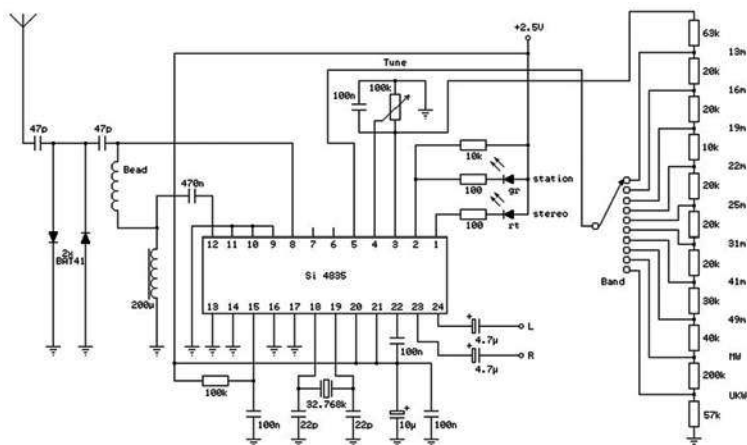 +2.5V
63k
13m
Tune
100k
100n
20k
16m
20k
47p
47p
19m
10k
10k
22m
Bead
station
100
gr
20k
470n
25m
stereo
100
rt
20k
31m
12 11 10 9 8 7 6 5 4 3 2 1
2x
BAT41
Si 4835
20k
200µ
Band
41m
13 14 15 16 17 18 19 20 21 22 23 24
30k
L
4.7µ
49m
100n
R
4.7µ
40k
MW
100k
32.768k
200k
UKW
100n
22p
22p
10µ
100n
57k